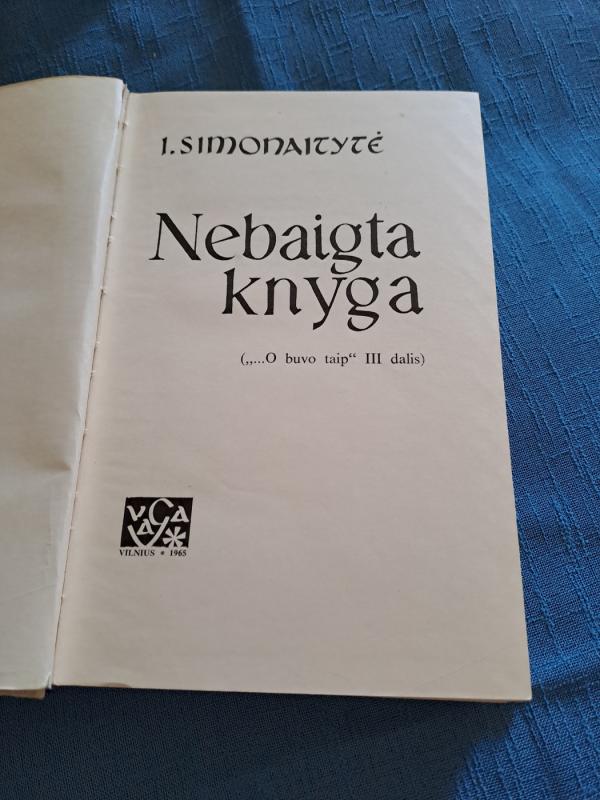 I. SIMONAITYTĖ
Nebaigta
knyga
(„...O buvo taip“ III dalis)
VAGA
VILNIUS * 1965